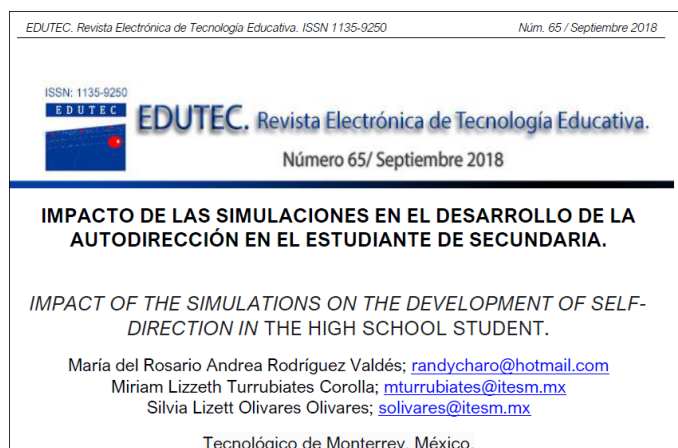 EDUTEC. Revista Electrónica de Tecnología Educativa. ISSN 1135-9250 Núm. 65 / Septiembre 2018
ISSN: 1135-9250
EDUTEC
EDUTEC. Revista Electrónica de Tecnología Educativa.
Número 65/ Septiembre 2018
IMPACTO DE LAS SIMULACIONES EN EL DESARROLLO DE LA
AUTODIRECCIÓN EN EL ESTUDIANTE DE SECUNDARIA.
IMPACT OF THE SIMULATIONS ON THE DEVELOPMENT OF SELF-
DIRECTION IN THE HIGH SCHOOL STUDENT.
María del Rosario Andrea Rodríguez Valdés; randycharo@hotmail.com
Miriam Lizzeth Turrubiates Corolla; mturrubiates@itesm.mx
Silvia Lizett Olivares Olivares; solivares@itesm.mx
Tecnológico de Monterrey. México.